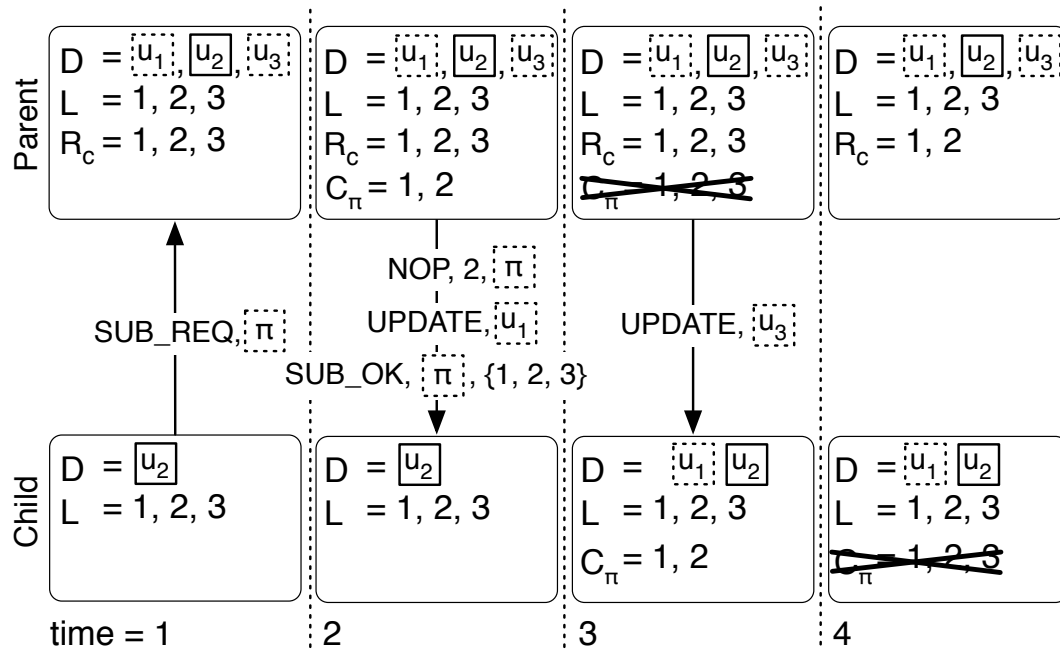 Parent
D = u1, u2, u3
L = 1, 2, 3
Rc = 1, 2, 3
D = u1, u2, u3
L = 1, 2, 3
Rc = 1, 2, 3
Cπ = 1, 2
D = u1, u2, u3
L = 1, 2, 3
Rc = 1, 2, 3
Cπ = 1, 2, 3
D = u1, u2, u3
L = 1, 2, 3
Rc = 1, 2
SUB_REQ, π
NOP, 2, π
UPDATE, u1
SUB_OK, π, {1, 2, 3}
UPDATE, u3
Child
D = u2
L = 1, 2, 3
D = u2
L = 1, 2, 3
D = u1 u2
L = 1, 2, 3
Cπ = 1, 2
D = u1 u2
L = 1, 2, 3
Cπ = 1, 2, 3
time = 1
2
3
4